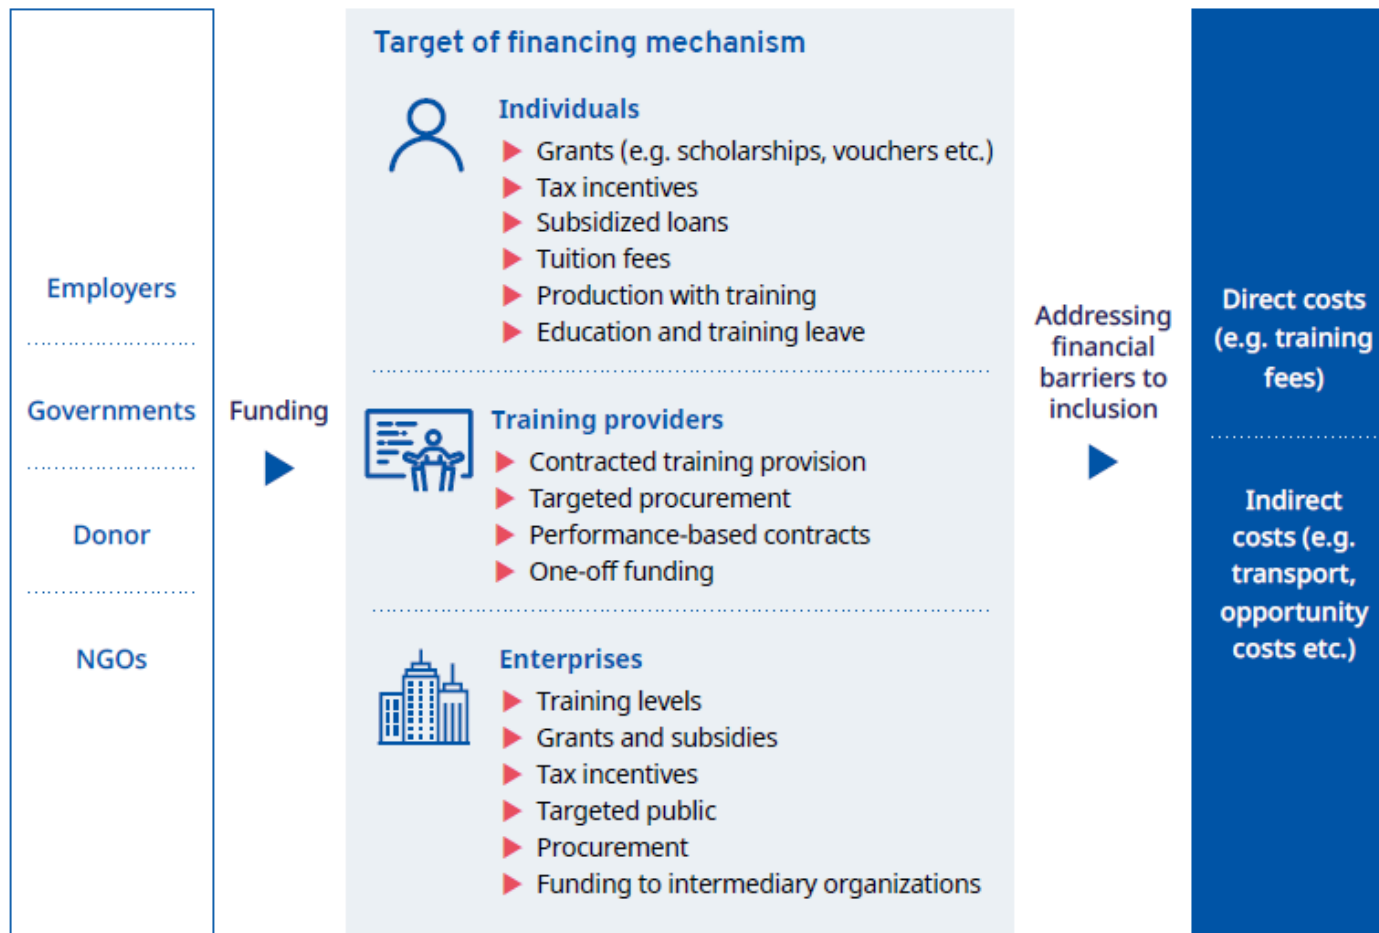 Employers
Governments
Donor
NGOs
Funding
Target of financing mechanism
Individuals
Grants (e.g. scholarships, vouchers etc.)
Tax incentives
Subsidized loans
Tuition fees
Production with training
Education and training leave
Training providers
Contracted training provision
Targeted procurement
Performance-based contracts
One-off funding
Enterprises
Training levels
Grants and subsidies
Tax incentives
Targeted public
Procurement
Funding to intermediary organizations
Addressing
financial
barriers to
inclusion
Direct costs
(e.g. training
fees)
Indirect
costs (e.g.
transport,
opportunity
costs etc.)